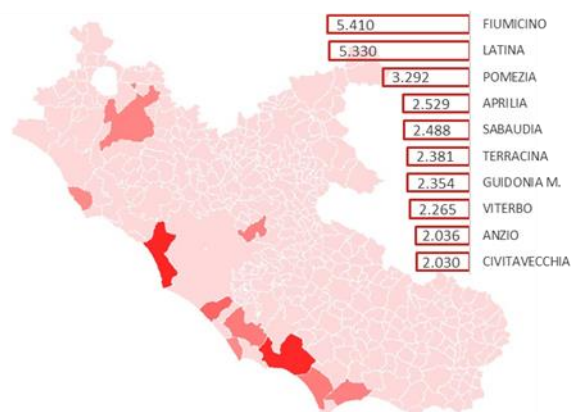 5.410 FIUMICINO
5.330 LATINA
3.292 POMEZIA
2.529 APRILIA
2.488 SABAUDIA
2.381 TERRACINA
2.354 GUIDONIA M.
2.265 VITERBO
2.036 ANZIO
2.030 CIVITAVECCHIA